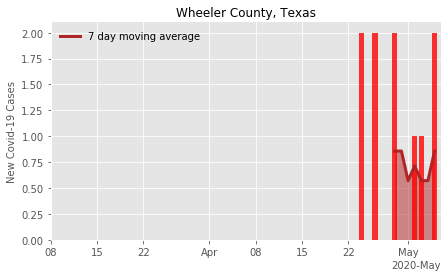 Wheeler County, Texas
7 day moving average
New Covid-19 Cases
2.00
1.75
1.50
1.25
1.00
0.75
0.50
0.25
0.00
08 15 22 Apr 08 15 22 May
2020-May